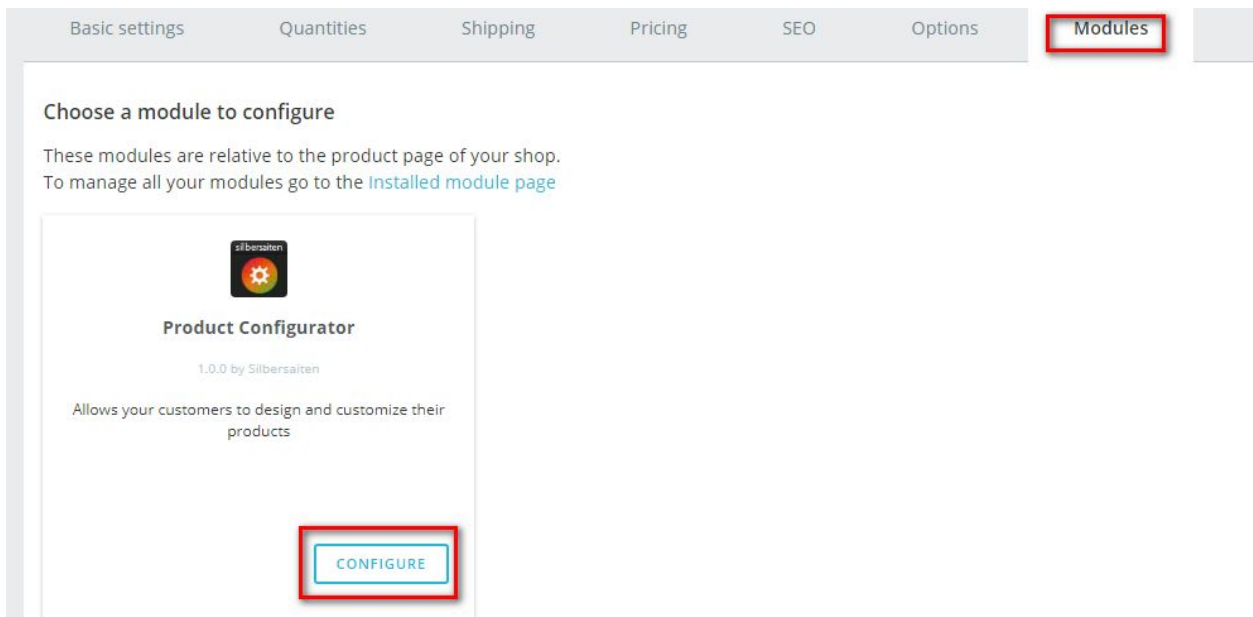 Basic settings Quantities Shipping Pricing SEO Options Modules
Choose a module to configure
These modules are relative to the product page of your shop.
To manage all your modules go to the Installed module page
silbersaiten
Product Configurator
1.0.0 by Silbersaiten
Allows your customers to design and customize their
products
CONFIGURE